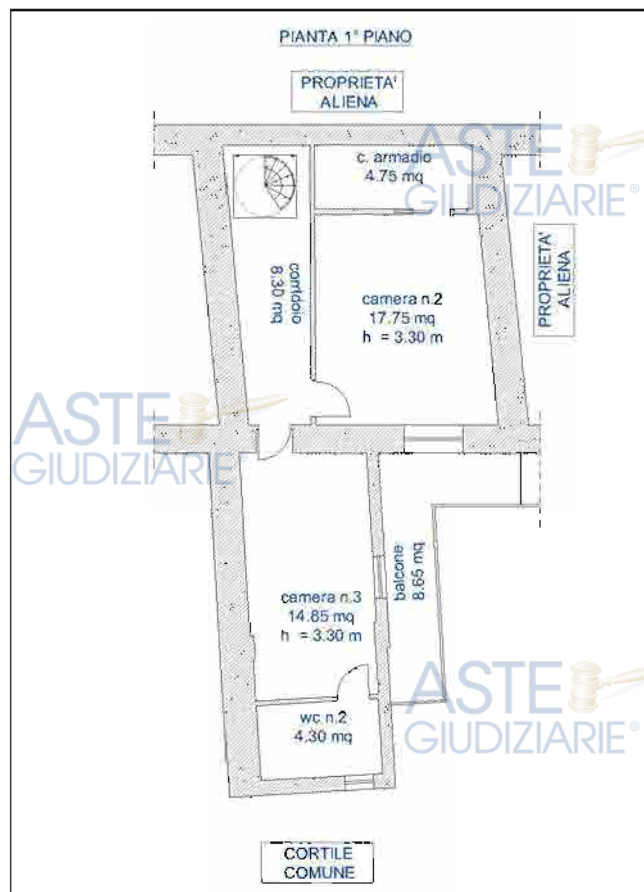 PIANTA 1° PIANO
PROPRIETA'
ALIENA
ASTE
GIUDIZIARIE®
c. armadio
4.75 mq
PROPRIETA'
ALIENA
corridoio
8.30 mq
camera n.2
17.75 mq
h = 3.30 m
ASTE
GIUDIZIARIE
camera n.3
14.85 mq
h = 3.30 m
balcone
8.65 mq
wc n.2
4.30 mq
ASTE
GIUDIZIARIE®
CORTILE
COMUNE